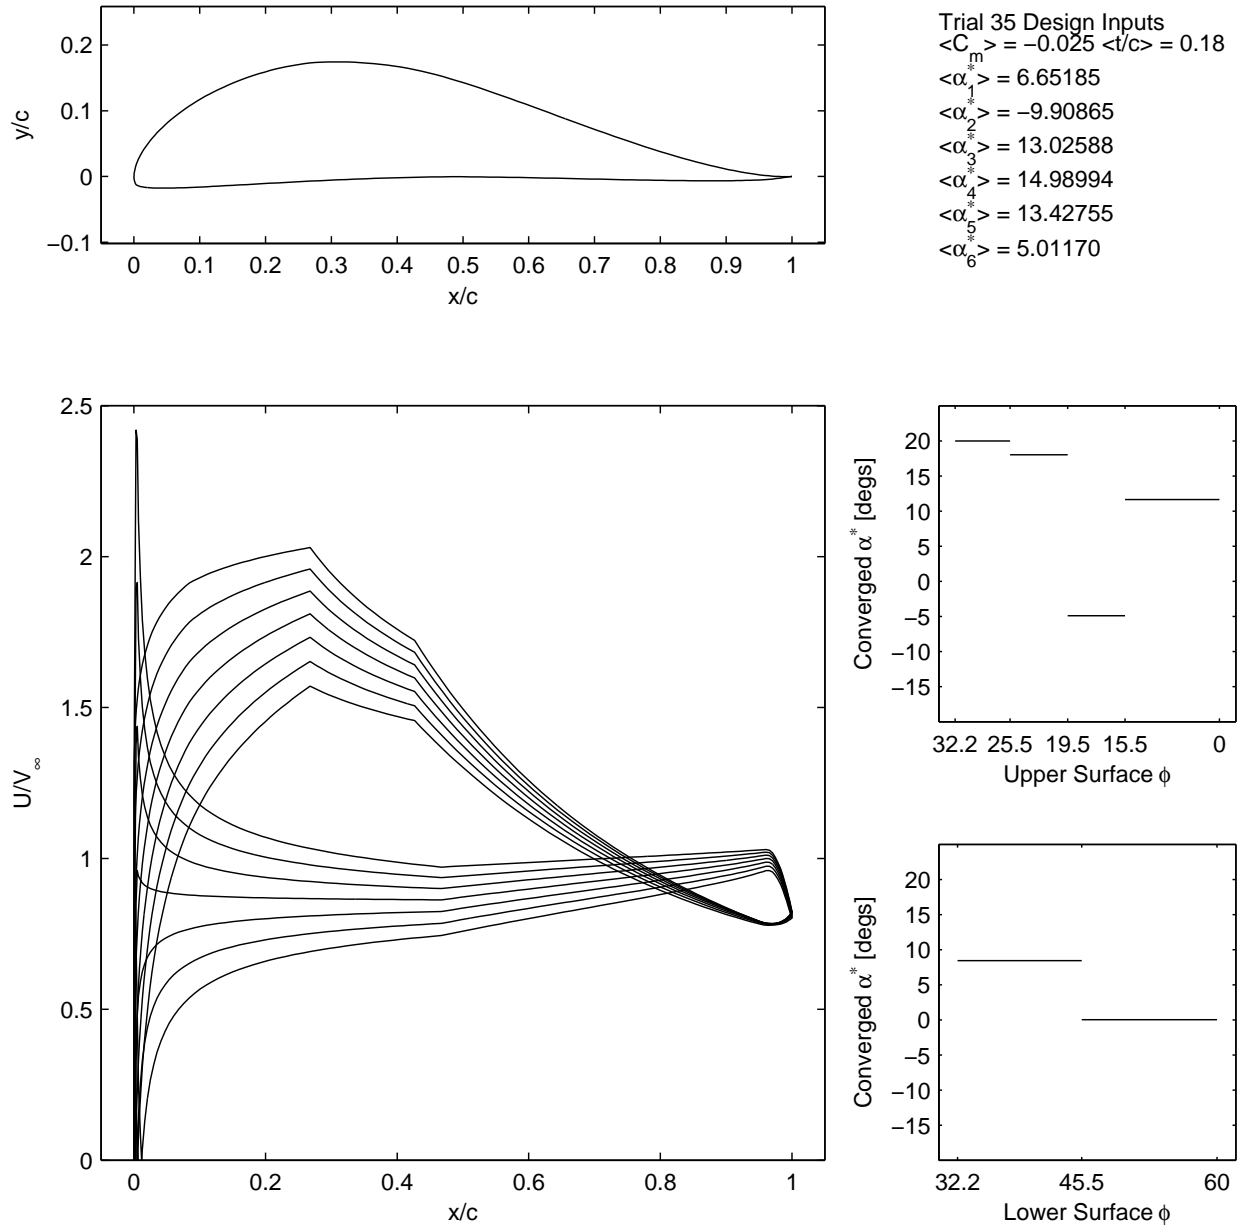 0.2
0.1
0
−0.1
y/c
0 0.1 0.2 0.3 0.4 0.5 0.6 0.7 0.8 0.9 1
x/c
Trial 35 Design Inputs
<C_m> = −0.025 <t/c> = 0.18
<α*_1> = 6.65185
<α*_2> = −9.90865
<α*_3> = 13.02588
<α*_4> = 14.98994
<α*_5> = 13.42755
<α*_6> = 5.01170
2.5
2
1.5
1
0.5
0
U/V_∞
0 0.2 0.4 0.6 0.8 1
x/c
20
15
10
5
0
−5
−10
−15
Converged α* [degs]
32.2 25.5 19.5 15.5 0
Upper Surface ϕ
20
15
10
5
0
−5
−10
−15
Converged α* [degs]
32.2 45.5 60
Lower Surface ϕ